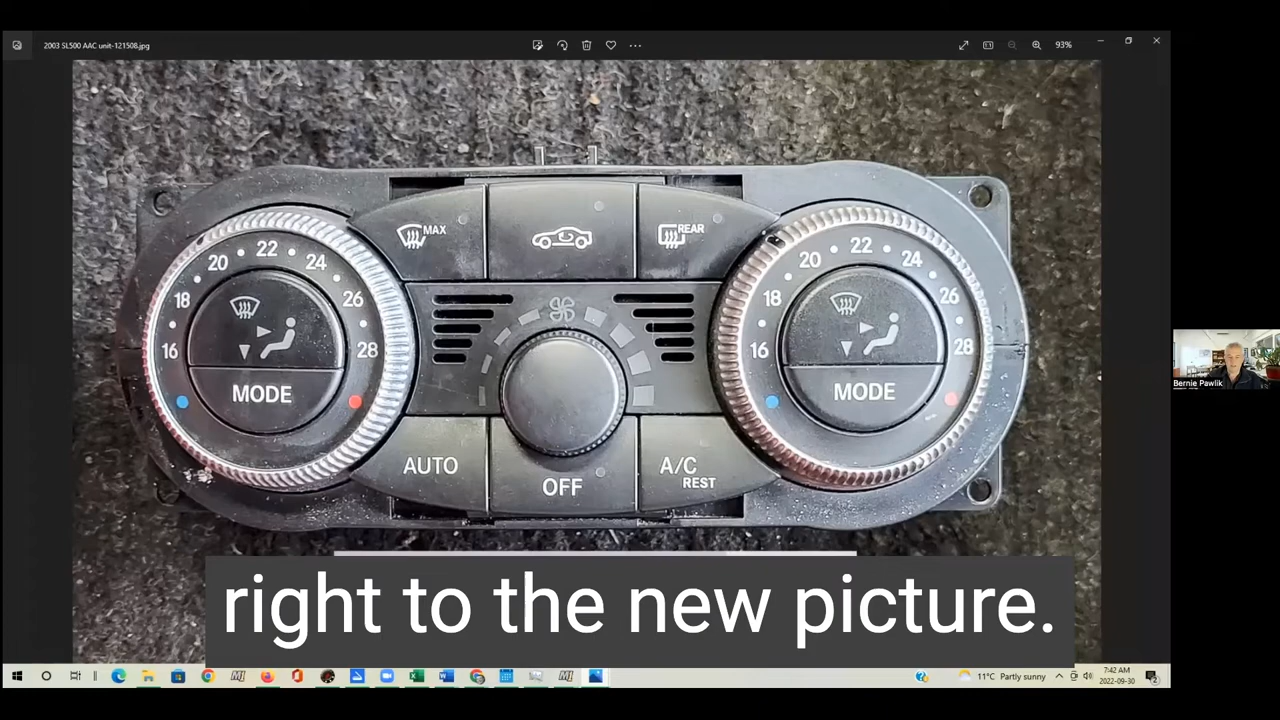 2003 SL500 AAC unit-121508.jpg
93%
MAX
REAR
16 18 20 22 24 26 28
16 18 20 22 24 26 28
MODE
MODE
AUTO
OFF
A/C
REST
Bernie Pawlik
right to the new picture.
11°C Partly sunny
7:42 AM
2022-09-30